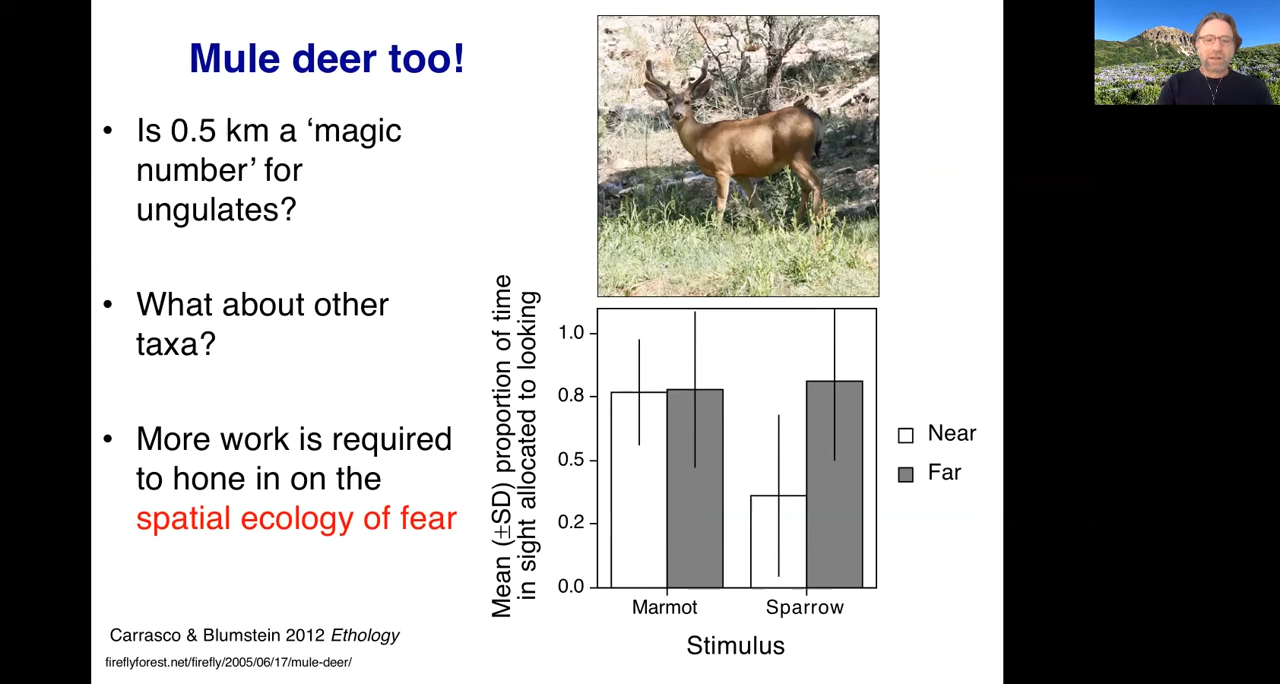 Mule deer too!
• Is 0.5 km a ‘magic
number’ for
ungulates?
• What about other
taxa?
• More work is required
to hone in on the
spatial ecology of fear
Carrasco & Blumstein 2012 Ethology
fireflyforest.net/firefly/2005/06/17/mule-deer/
Mean (±SD) proportion of time
in sight allocated to looking
1.0
0.8
0.5
0.2
0.0
Marmot Sparrow
Stimulus
Near
Far